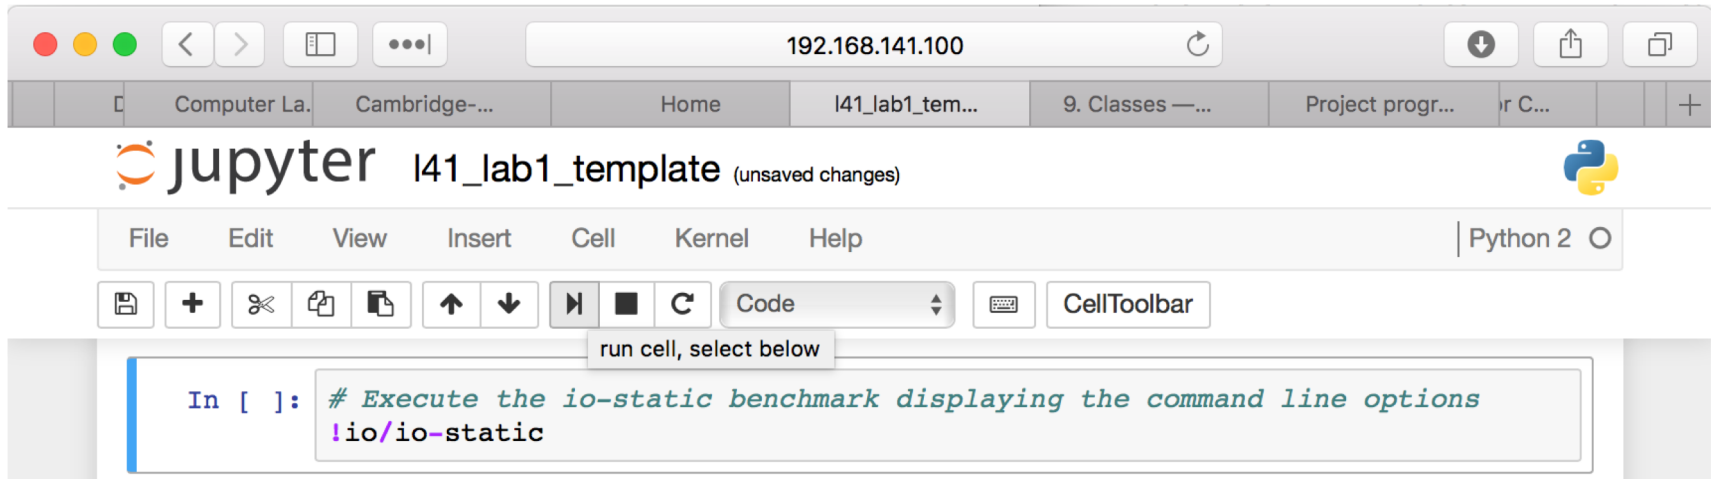 192.168.141.100
Computer La. Cambridge-... Home l41_lab1_tem... 9. Classes —... Project progr... or C...
jupyter l41_lab1_template (unsaved changes)
File Edit View Insert Cell Kernel Help Python 2
Code CellToolbar
run cell, select below
In [ ]: # Execute the io-static benchmark displaying the command line options
!io/io-static